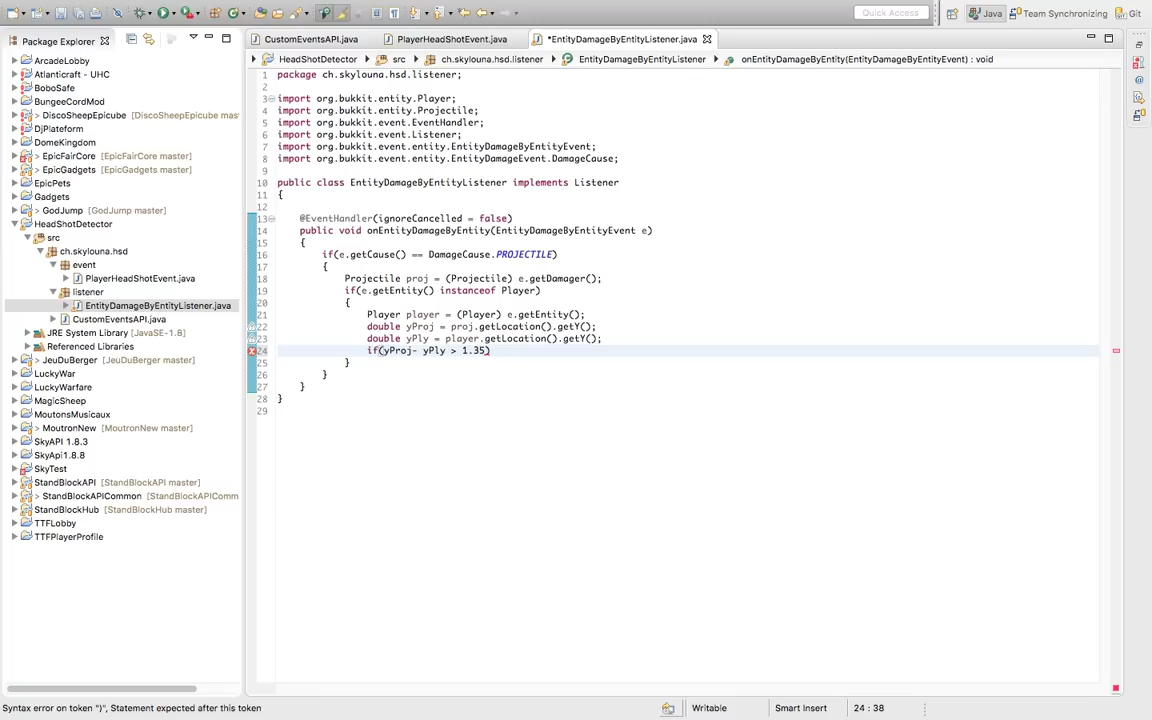 Quick Access
Java
Team Synchronizing
Git
Package Explorer
CustomEventsAPI.java
PlayerHeadShotEvent.java
*EntityDamageByEntityListener.java
HeadShotDetector
src
ch.skylouna.hsd.listener
EntityDamageByEntityListener
onEntityDamageByEntity(EntityDamageByEntityEvent) : void
ArcadeLobby
Atlanticraft - UHC
BoboSafe
BungeeCordMod
> DiscoSheepEpicube [DiscoSheepEpicube mast
DjPlateform
DomeKingdom
> EpicFairCore [EpicFairCore master]
> EpicGadgets [EpicGadgets master]
EpicPets
Gadgets
> GodJump [GodJump master]
HeadShotDetector
src
ch.skylouna.hsd
event
PlayerHeadShotEvent.java
listener
EntityDamageByEntityListener.java
CustomEventsAPI.java
JRE System Library [JavaSE-1.8]
Referenced Libraries
> JeuDuBerger [JeuDuBerger master]
LuckyWar
LuckyWarfare
MagicSheep
MoutonsMusicaux
> MoutronNew [MoutronNew master]
SkyAPI 1.8.3
SkyApi1.8.8
SkyTest
StandBlockAPI [StandBlockAPI master]
> StandBlockAPICommon [StandBlockAPIComm
StandBlockHub [StandBlockHub master]
TTFLobby
TTFPlayerProfile
1 package ch.skylouna.hsd.listener;
2
3 import org.bukkit.entity.Player;
4 import org.bukkit.entity.Projectile;
5 import org.bukkit.event.EventHandler;
6 import org.bukkit.event.Listener;
7 import org.bukkit.event.entity.EntityDamageByEntityEvent;
8 import org.bukkit.event.entity.EntityDamageEvent.DamageCause;
9
10 public class EntityDamageByEntityListener implements Listener
11 {
12
13 @EventHandler(ignoreCancelled = false)
14 public void onEntityDamageByEntity(EntityDamageByEntityEvent e)
15 {
16 if(e.getCause() == DamageCause.PROJECTILE)
17 {
18 Projectile proj = (Projectile) e.getDamager();
19 if(e.getEntity() instanceof Player)
20 {
21 Player player = (Player) e.getEntity();
22 double yProj = proj.getLocation().getY();
23 double yPly = player.getLocation().getY();
24 if(yProj- yPly > 1.35)
25 }
26 }
27 }
28 }
29
Syntax error on token ")", Statement expected after this token
Writable
Smart Insert
24 : 38